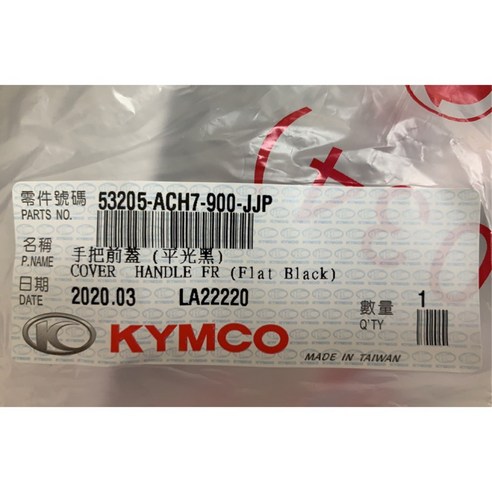 零件號碼 53205-ACH7-900-JJP
PARTS NO.
名稱 手把前蓋 (平光黑)
P.NAME COVER HANDLE FR (Flat Black)
日期
DATE 2020.03 LA22220
數量 1
Q'TY
KYMCO
MADE IN TAIWAN